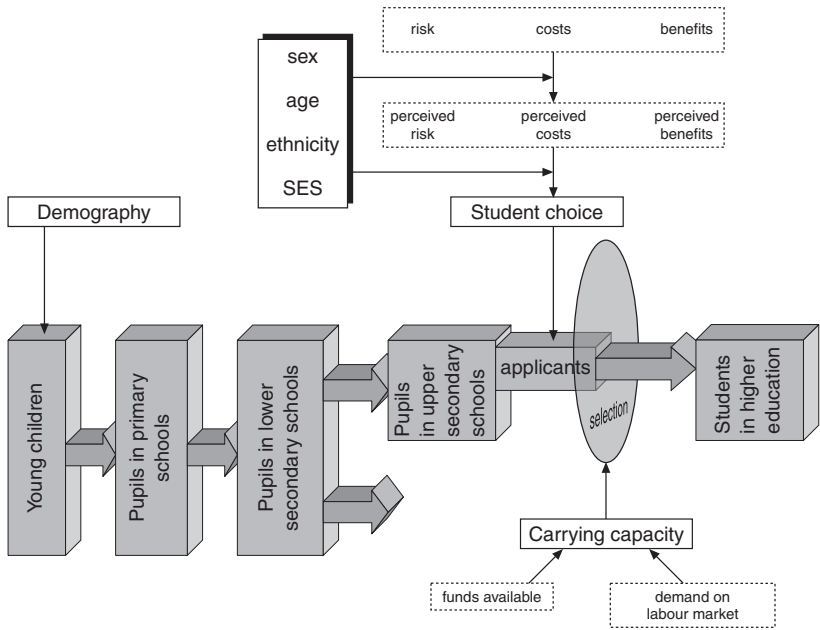 risk costs benefits
sex
age
ethnicity
SES
perceived risk
perceived costs
perceived benefits
Demography
Student choice
Young children
Pupils in primary
schools
Pupils in lower
secondary schools
Pupils
in upper
secondary
schools
applicants
selection
Students
in higher
education
Carrying capacity
funds available
demand on
labour market